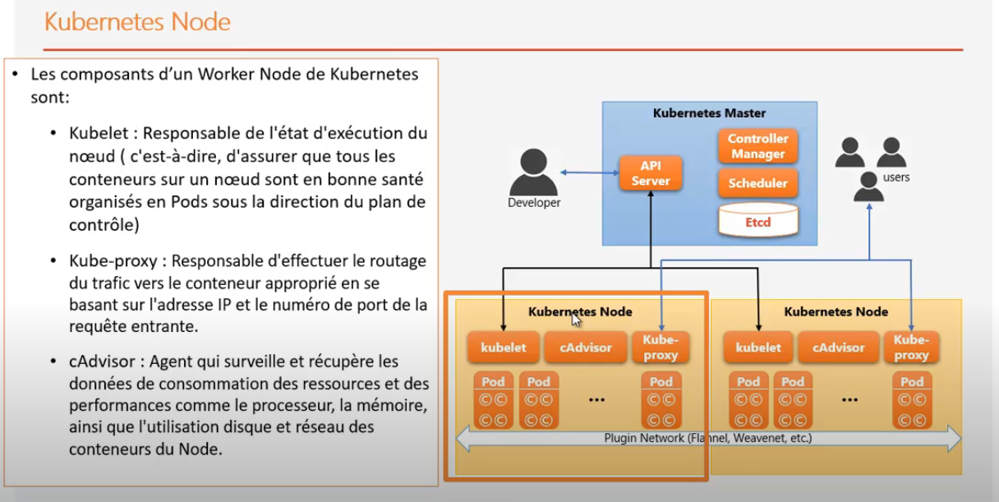 Kubernetes Node
• Les composants d'un Worker Node de Kubernetes
sont:
• Kubelet : Responsable de l'état d'exécution du
nœud ( c'est-à-dire, d'assurer que tous les
conteneurs sur un nœud sont en bonne santé
organisés en Pods sous la direction du plan de
contrôle)
• Kube-proxy : Responsable d'effectuer le routage
du trafic vers le conteneur approprié en se
basant sur l'adresse IP et le numéro de port de la
requête entrante.
• cAdvisor : Agent qui surveille et récupère les
données de consommation des ressources et des
performances comme le processeur, la mémoire,
ainsi que l'utilisation disque et réseau des
conteneurs du Node.
Kubernetes Master
Controller
Manager
API
Server
Scheduler
Etcd
Developer
users
Kubernetes Node
kubelet
cAdvisor
Kube-
proxy
Pod
Pod
...
Pod
© ©
© ©
© ©
© ©
© ©
© ©
Kubernetes Node
kubelet
cAdvisor
Kube-
proxy
Pod
Pod
...
Pod
© ©
© ©
© ©
© ©
© ©
© ©
Plugin Network (Flannel, Weavenet, etc.)